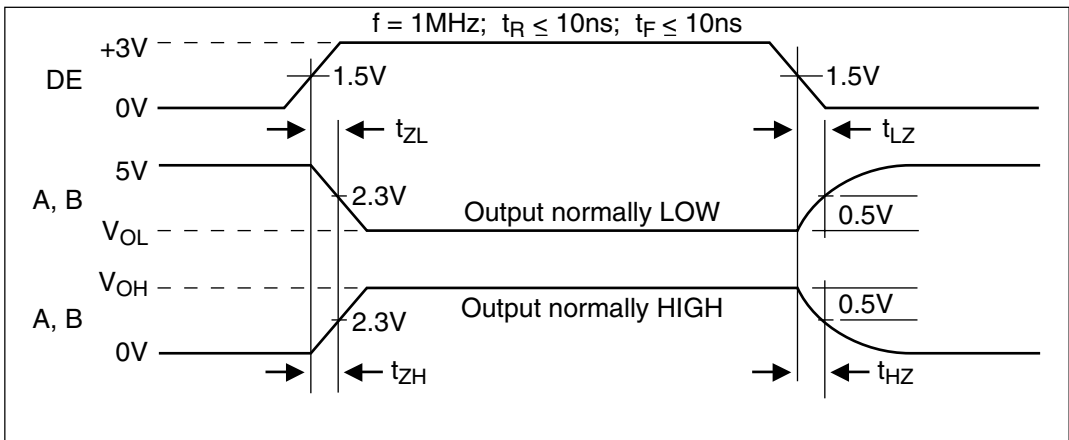 f = 1MHz; tR ≤ 10ns; tF ≤ 10ns
+3V
DE
1.5V
1.5V
0V
tZL
tLZ
5V
A, B
2.3V
Output normally LOW
0.5V
VOL
VOH
Output normally HIGH
0.5V
A, B
2.3V
0V
tZH
tHZ